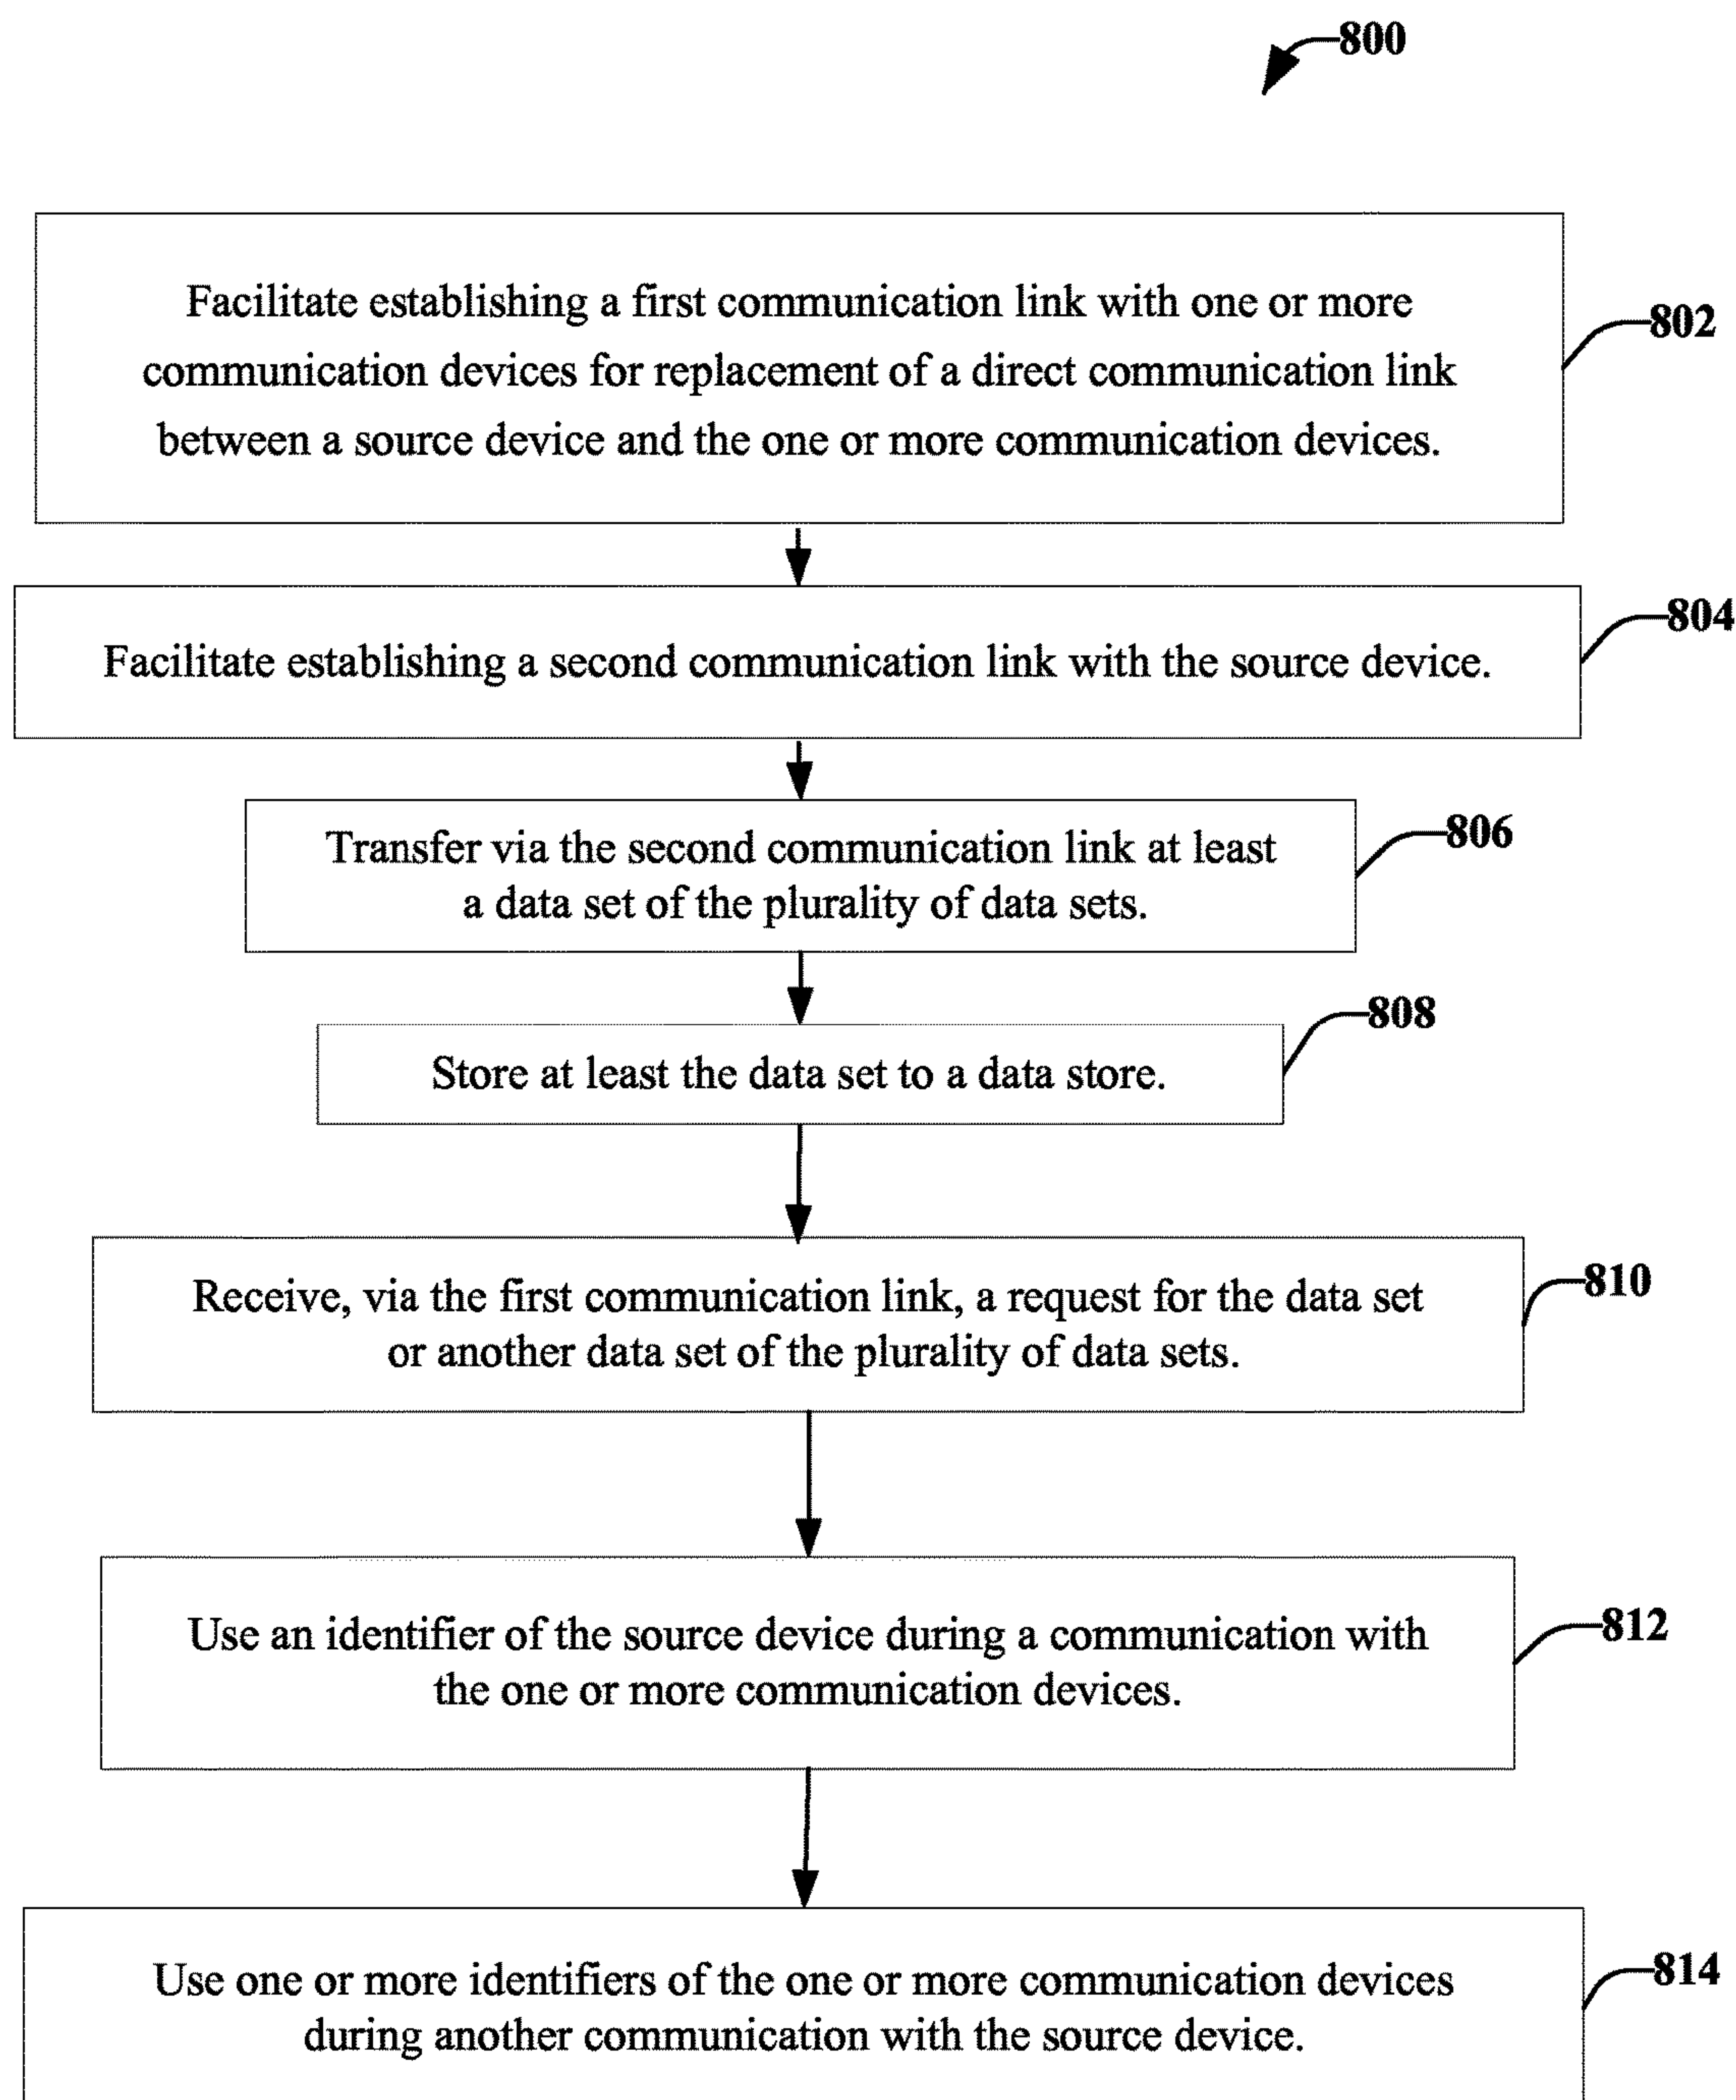 800
Facilitate establishing a first communication link with one or more
communication devices for replacement of a direct communication link
between a source device and the one or more communication devices.
802
Facilitate establishing a second communication link with the source device.
804
Transfer via the second communication link at least
a data set of the plurality of data sets.
806
Store at least the data set to a data store.
808
Receive, via the first communication link, a request for the data set
or another data set of the plurality of data sets.
810
Use an identifier of the source device during a communication with
the one or more communication devices.
812
Use one or more identifiers of the one or more communication devices
during another communication with the source device.
814